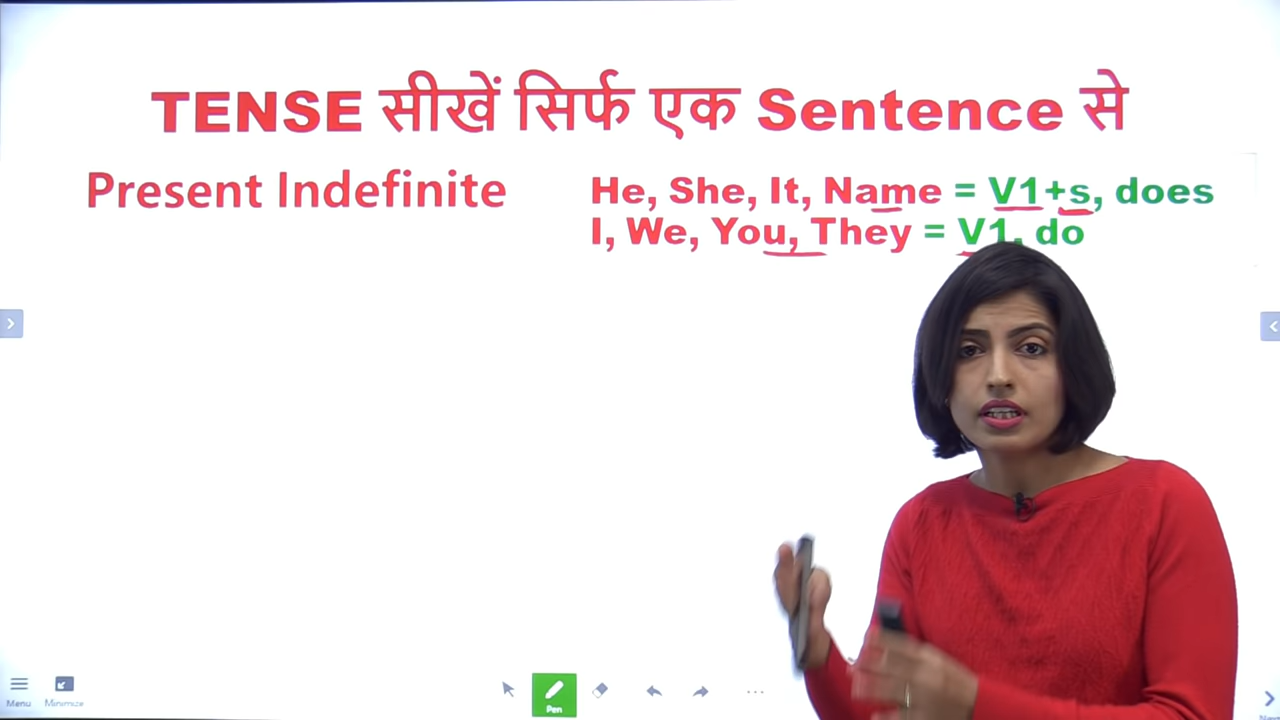 TENSE सीखें सिर्फ एक Sentence से
Present Indefinite
He, She, It, Name = V1+s, does
I, We, You, They = V1, do
Menu
Minimize
Pen